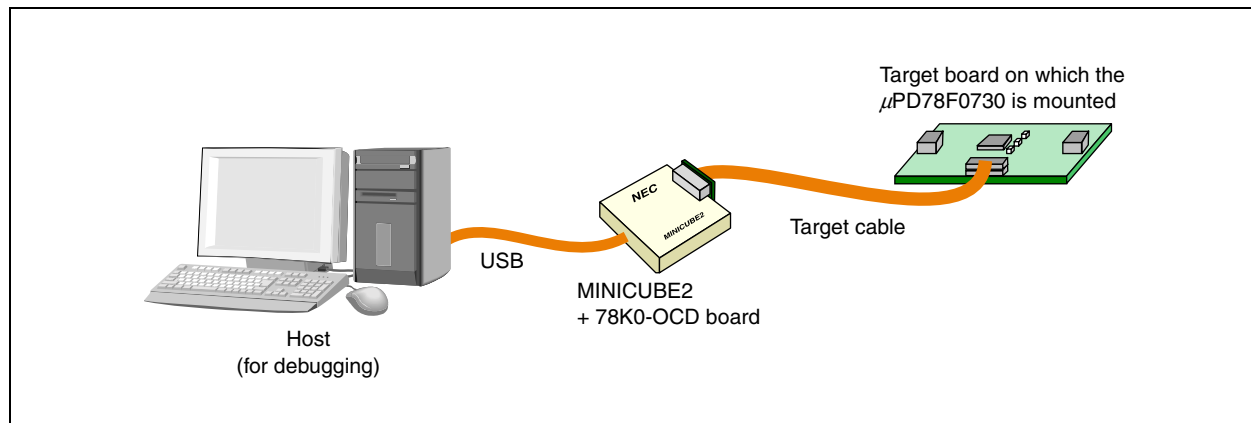 Target board on which the
μPD78F0730 is mounted
NEC
MINICUBE2
Target cable
USB
MINICUBE2
+ 78K0-OCD board
Host
(for debugging)